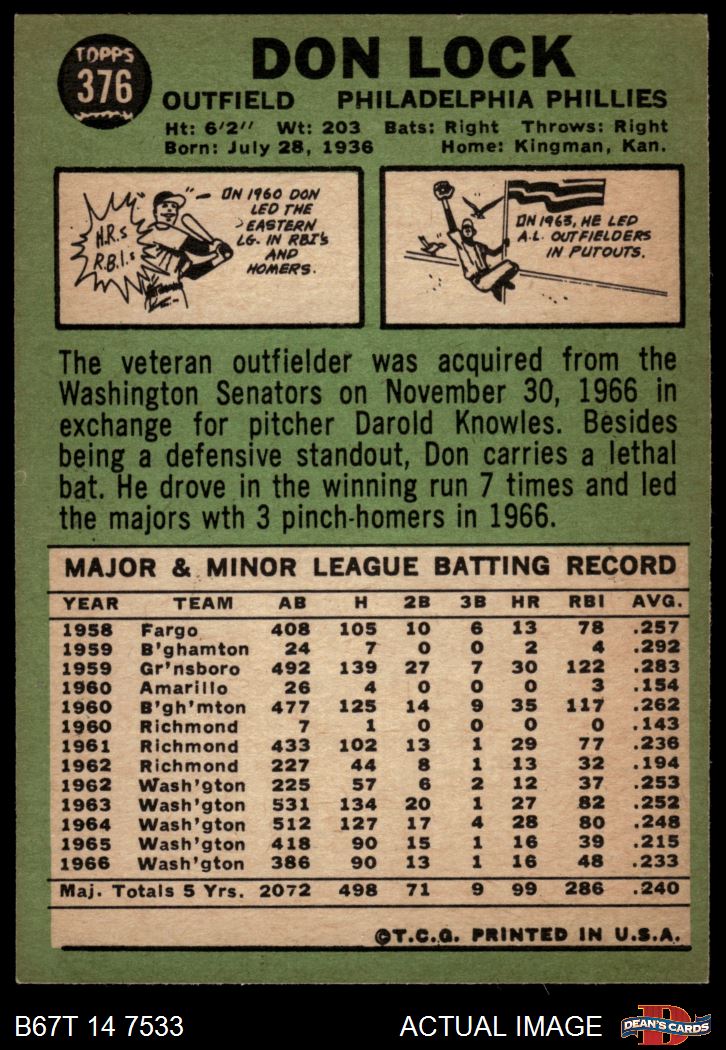 TOPPS
376
DON LOCK
OUTFIELD PHILADELPHIA PHILLIES
Ht: 6'2" Wt: 203 Bats: Right Throws: Right
Born: July 28, 1936 Home: Kingman, Kan.
H.R.s
R.B.I.s
ON 1960 DON
LED THE
EASTERN
LG. IN RBI'S
AND
HOMERS.
IN 1963, HE LED
A.L. OUTFIELDERS
IN PUTOUTS.
The veteran outfielder was acquired from the
Washington Senators on November 30, 1966 in
exchange for pitcher Darold Knowles. Besides
being a defensive standout, Don carries a lethal
bat. He drove in the winning run 7 times and led
the majors wth 3 pinch-homers in 1966.
MAJOR & MINOR LEAGUE BATTING RECORD
YEAR TEAM AB H 2B 3B HR RBI AVG.
1958 Fargo 408 105 10 6 13 78 .257
1959 B'ghamton 24 7 0 0 2 4 .292
1959 Gr'nsboro 492 139 27 7 30 122 .283
1960 Amarillo 26 4 0 0 0 3 .154
1960 B'gh'mton 477 125 14 9 35 117 .262
1960 Richmond 7 1 0 0 0 0 .143
1961 Richmond 433 102 13 1 29 77 .236
1962 Richmond 227 44 8 1 13 32 .194
1962 Wash'gton 225 57 6 2 12 37 .253
1963 Wash'gton 531 134 20 1 27 82 .252
1964 Wash'gton 512 127 17 4 28 80 .248
1965 Wash'gton 418 90 15 1 16 39 .215
1966 Wash'gton 386 90 13 1 16 48 .233
Maj. Totals 5 Yrs. 2072 498 71 9 99 286 .240
©T.C.G. PRINTED IN U.S.A.
B67T 14 7533 ACTUAL IMAGE
D
DEAN'S CARDS